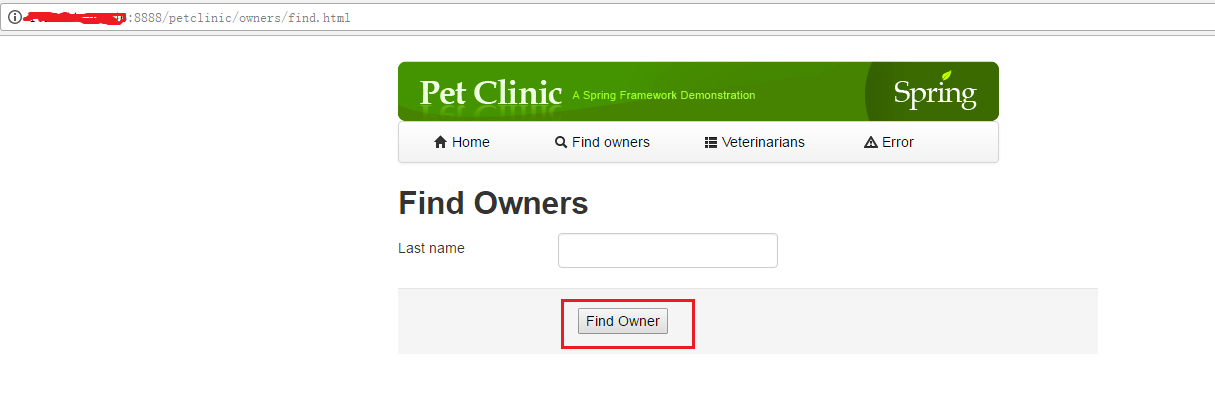 :8888/petclinic/owners/find.html
Pet Clinic A Spring Framework Demonstration Spring
Home Find owners Veterinarians Error
Find Owners
Last name
Find Owner